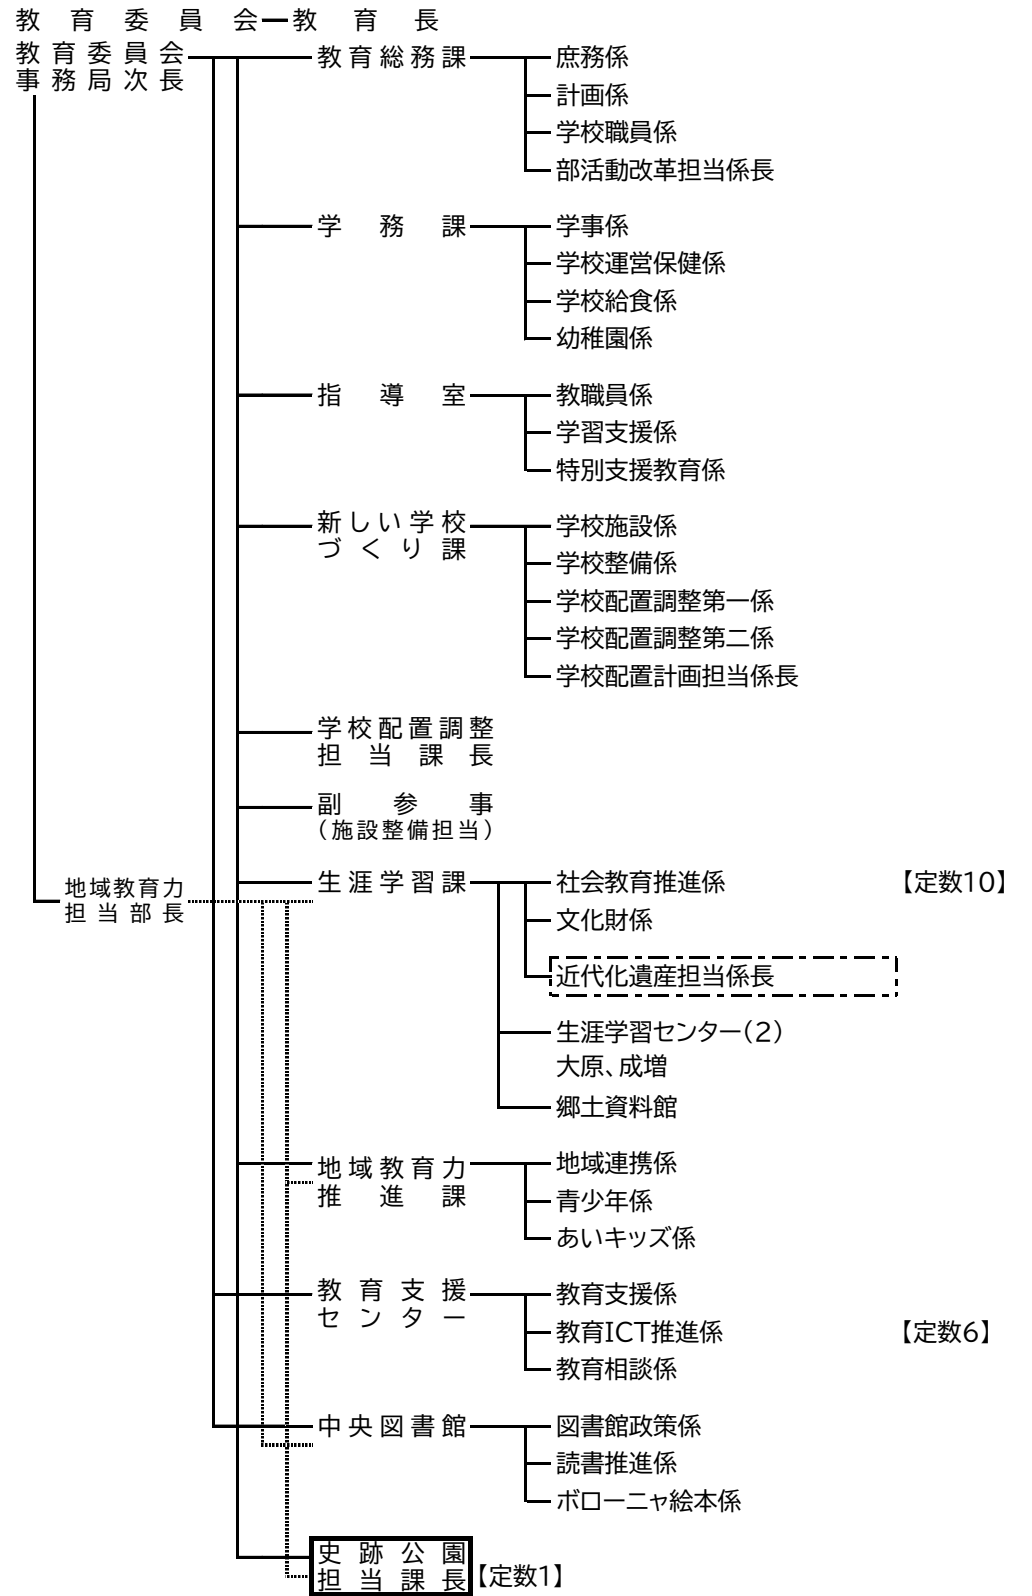 教育委員会━教育長
教育委員会
事務局次長
教育総務課
庶務係
計画係
学校職員係
部活動改革担当係長
学務課
学事係
学校運営保健係
学校給食係
幼稚園係
指導室
教職員係
学習支援係
特別支援教育係
新しい学校
づくり課
学校施設係
学校整備係
学校配置調整第一係
学校配置調整第二係
学校配置計画担当係長
学校配置調整
担当課長
副参事
（施設整備担当）
地域教育力
担当部長
生涯学習課
社会教育推進係 【定数10】
文化財係
近代化遺産担当係長
生涯学習センター（2）
大原、成増
郷土資料館
地域教育力
推進課
地域連携係
青少年係
あいキッズ係
教育支援
センター
教育支援係
教育ICT推進係 【定数6】
教育相談係
中央図書館
図書館政策係
読書推進係
ボローニャ絵本係
史跡公園
担当課長【定数1】